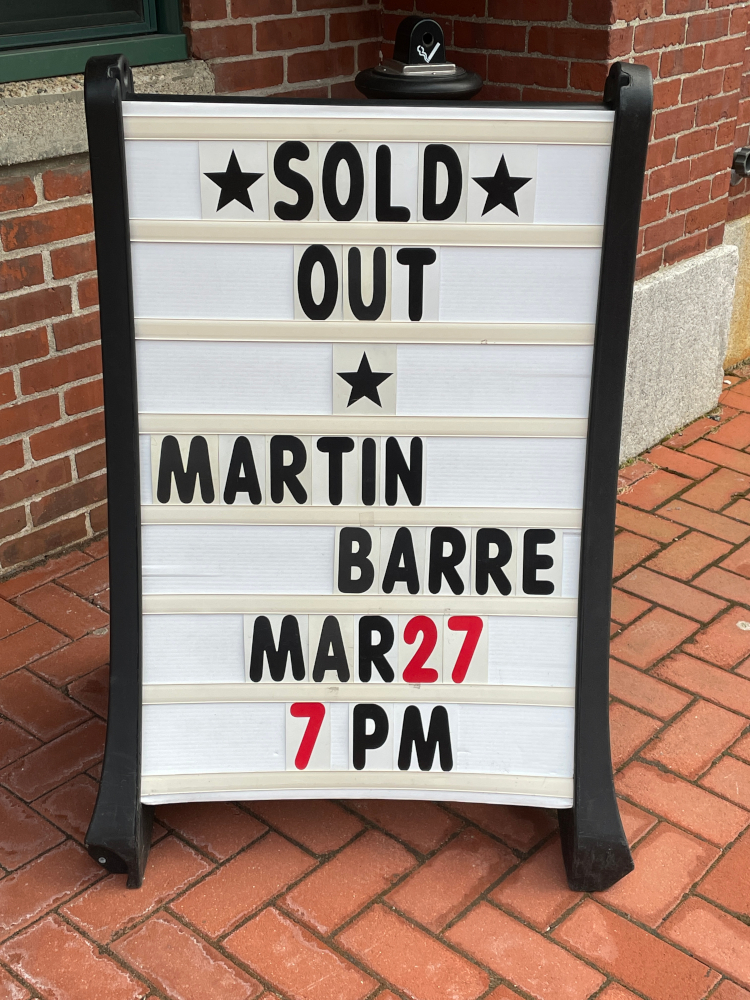 ★SOLD★
OUT
★
MARTIN
BARRE
MAR27
7 PM